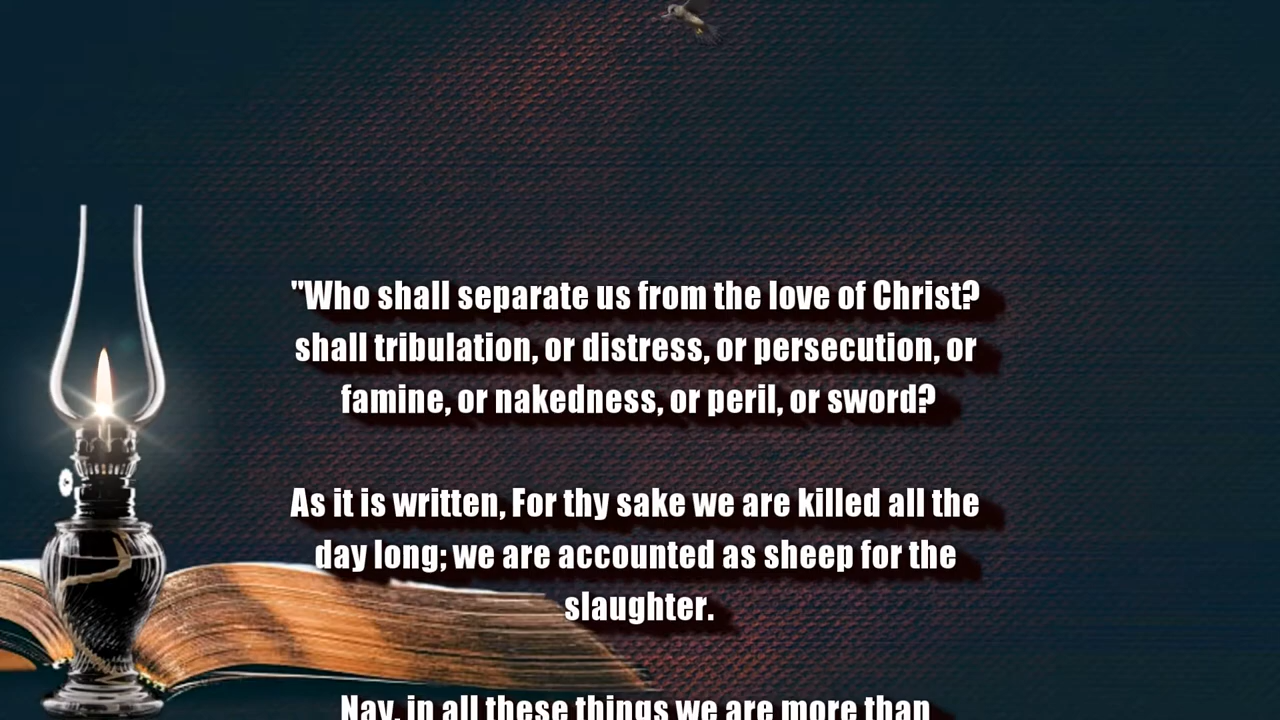 "Who shall separate us from the love of Christ?
shall tribulation, or distress, or persecution, or
famine, or nakedness, or peril, or sword?
As it is written, For thy sake we are killed all the
day long; we are accounted as sheep for the
slaughter.
Nay, in all these things we are more than